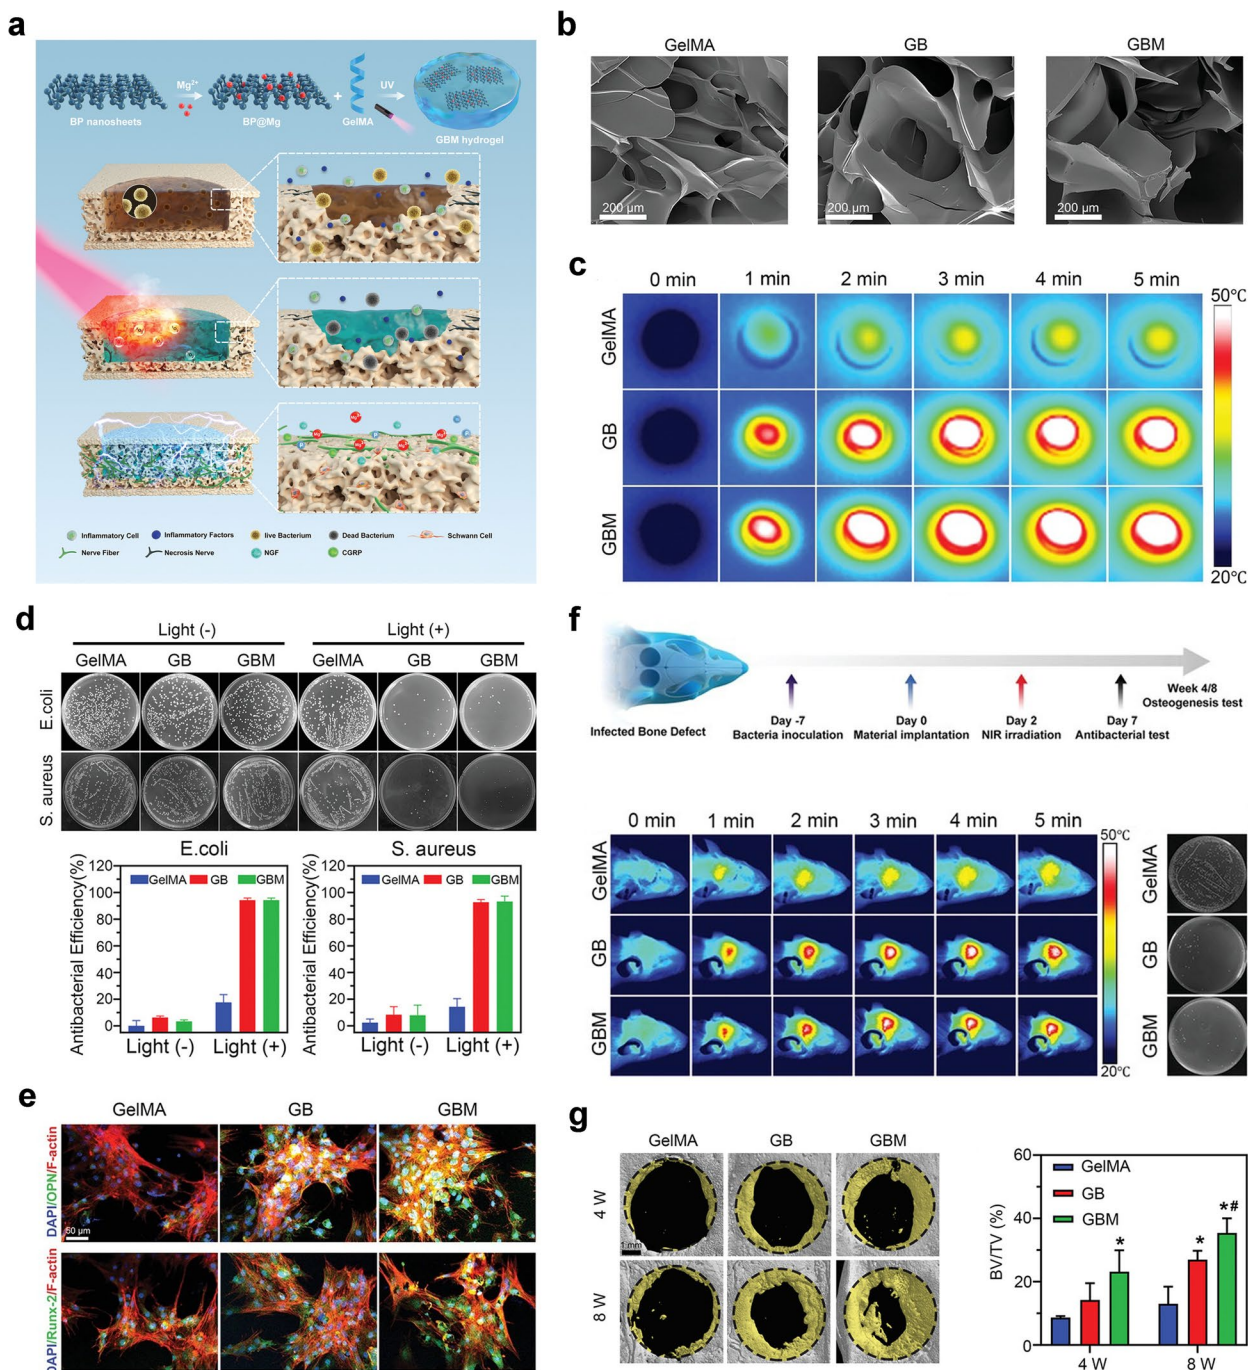 a
Mg²⁺
UV
BP nanosheets
BP@Mg
GelMA
GBM hydrogel
Inflammatory Cell
Inflammatory Factors
live Bacterium
Dead Bacterium
Schwann Cell
Nerve Fiber
Necrosis Nerve
NGF
CGRP
b
GelMA
GB
GBM
200 µm
200 µm
200 µm
c
0 min 1 min 2 min 3 min 4 min 5 min
GelMA
GB
GBM
50°C
20°C
d
Light (-)
Light (+)
GelMA GB GBM GelMA GB GBM
E.coli
S. aureus
E.coli
Antibacterial Efficiency(%)
120
100
80
60
40
20
0
GelMA GB GBM
Light (-) Light (+)
S. aureus
Antibacterial Efficiency(%)
120
100
80
60
40
20
0
GelMA GB GBM
Light (-) Light (+)
e
GelMA GB GBM
DAPI/OPN/F-actin
50 µm
DAPI/Runx-2/F-actin
f
Infected Bone Defect
Day -7
Bacteria inoculation
Day 0
Material implantation
Day 2
NIR irradiation
Day 7
Antibacterial test
Week 4/8
Osteogenesis test
0 min 1 min 2 min 3 min 4 min 5 min
GelMA
GB
GBM
50°C
20°C
GelMA
GB
GBM
g
GelMA GB GBM
4 W
1 mm
8 W
BV/TV (%)
60
40
20
0
GelMA
GB
GBM
*
*
*#
4 W 8 W